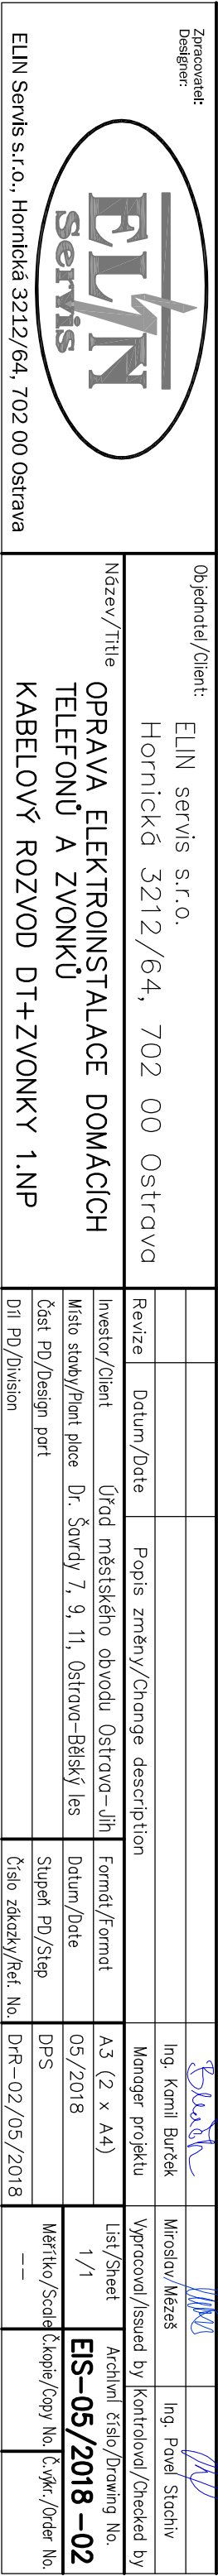 Zpracovatel:
Designer:
ELIN
Servis
ELIN Servis s.r.o., Hornická 3212/64, 702 00 Ostrava
Objednatel/Client:
ELIN servis s.r.o.
Hornická 3212/64, 702 00 Ostrava
Název/Title
OPRAVA ELEKTROINSTALACE DOMÁCÍCH
TELEFONŮ A ZVONKŮ
KABELOVÝ ROZVOD DT+ZVONKY 1.NP
Revize Datum/Date Popis změny/Change description
Ing. Kamil Burček Miroslav Mézeš Ing. Pavel Stachiv
Manager projektu Vypracoval/Issued by Kontroloval/Checked by
Investor/Client Úřad městského obvodu Ostrava-Jih
Místo stavby/Plant place Dr. Šavrdy 7, 9, 11, Ostrava-Bělský les
Část PD/Design part
Díl PD/Division
Formát/Format A3 (2 x A4)
Datum/Date 05/2018
Stupeň PD/Step DPS
Číslo zákazky/Ref. No. DrR-02/05/2018
List/Sheet 1/1
Archivní číslo/Drawing No.
EIS-05/2018-02
Měřítko/Scale Č.kopie/Copy No. Č.výkr./Order No.
--